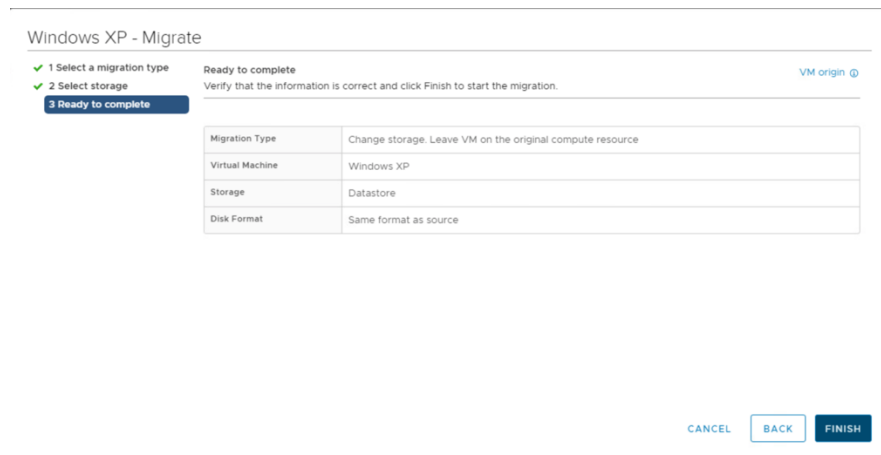 Windows XP - Migrate
1 Select a migration type
2 Select storage
3 Ready to complete
Ready to complete
Verify that the information is correct and click Finish to start the migration.
VM origin
Migration Type Change storage. Leave VM on the original compute resource
Virtual Machine Windows XP
Storage Datastore
Disk Format Same format as source
CANCEL BACK FINISH